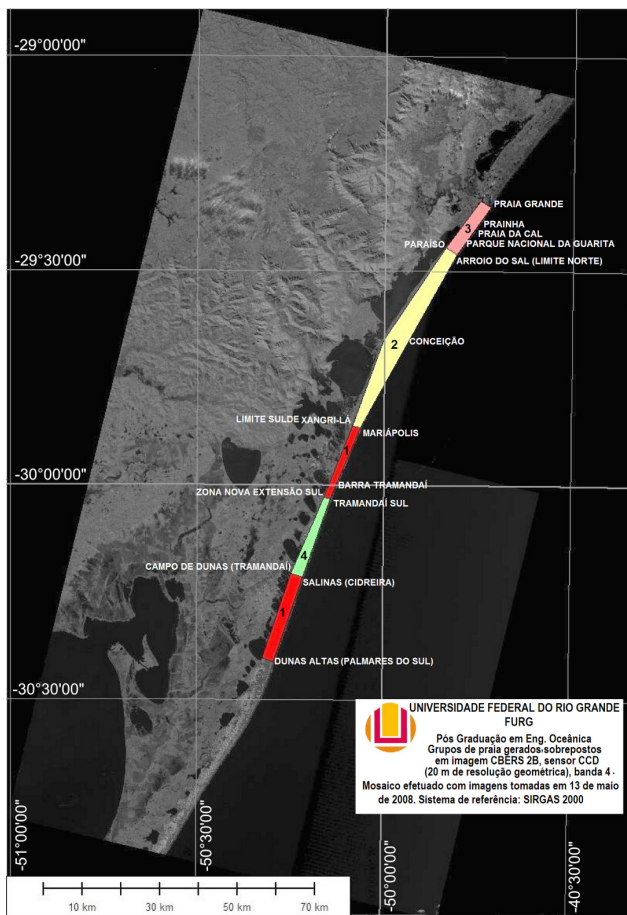 -29°00'00"
PRAIA GRANDE
3
PRAINHA
PRAIA DA CAL
PARAÍSO
PARQUE NACIONAL DA GUARITA
ARROIO DO SAL (LIMITE NORTE)
-29°30'00"
2
CONCEIÇÃO
LIMITE SULDE XANGRI-LÀ
MARIÁPOLIS
1
-30°00'00"
BARRA TRAMANDAÍ
ZONA NOVA EXTENSÃO SUL
TRAMANDAÍ SUL
4
CAMPO DE DUNAS (TRAMANDAÍ)
SALINAS (CIDREIRA)
1
DUNAS ALTAS (PALMARES DO SUL)
-30°30'00"
UNIVERSIDADE FEDERAL DO RIO GRANDE
FURG
Pós Graduação em Eng. Oceânica
Grupos de praia gerados sobrepostos
em imagem CBERS 2B, sensor CCD
(20 m de resolução geométrica), banda 4
Mosaico efetuado com imagens tomadas em 13 de maio
de 2008. Sistema de referência: SIRGAS 2000
-51°00'00"
-50°30'00"
-50°00'00"
-40°30'00"
10 km 30 km 50 km 70 km